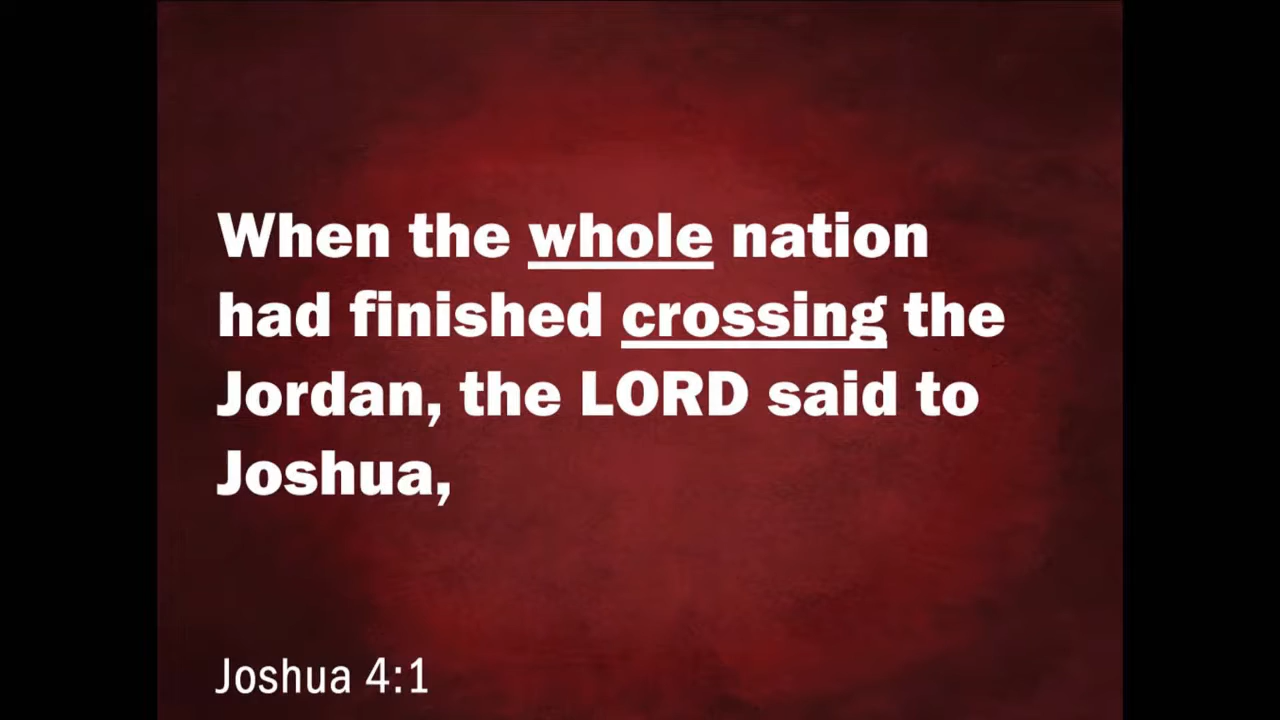 When the whole nation
had finished crossing the
Jordan, the LORD said to
Joshua,
Joshua 4:1